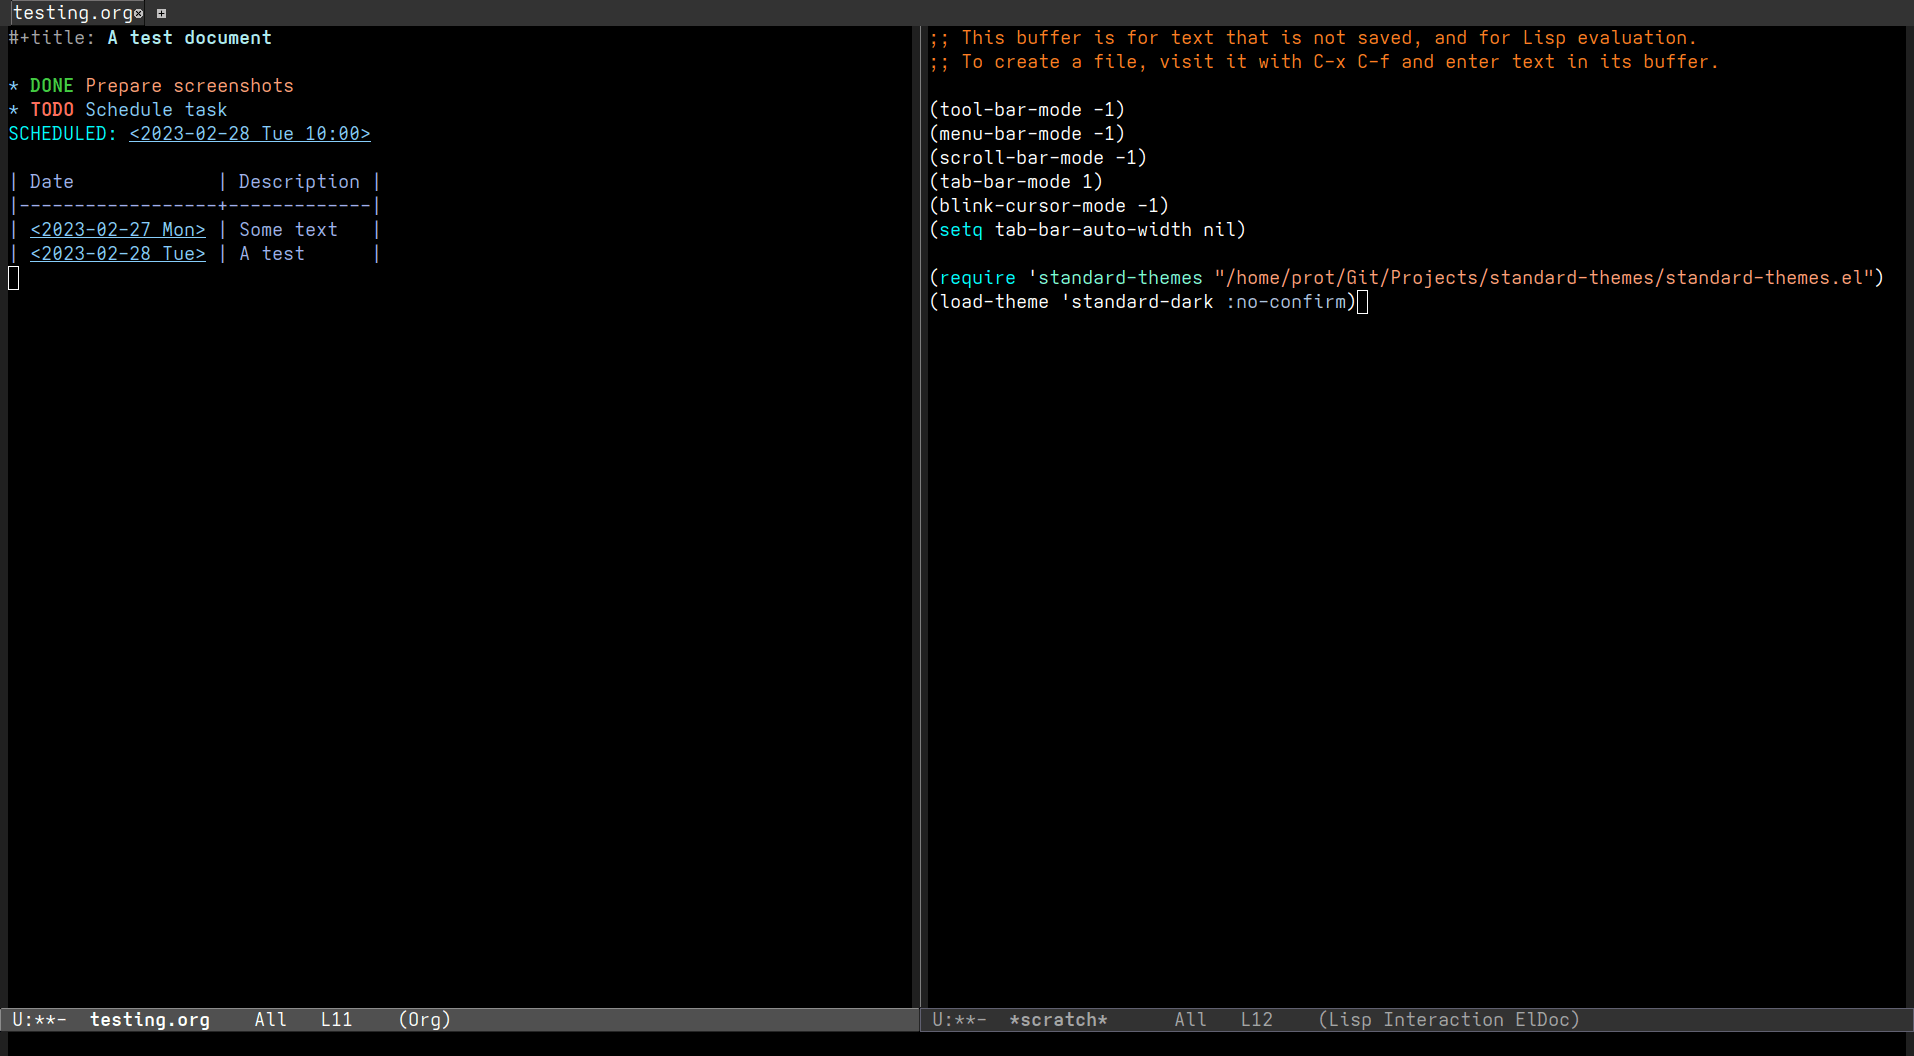 testing.org
#+title: A test document

* DONE Prepare screenshots
* TODO Schedule task
SCHEDULED: <2023-02-28 Tue 10:00>

| Date             | Description |
|------------------+-------------|
| <2023-02-27 Mon> | Some text   |
| <2023-02-28 Tue> | A test      |
U:**-  testing.org    All   L11    (Org)
;; This buffer is for text that is not saved, and for Lisp evaluation.
;; To create a file, visit it with C-x C-f and enter text in its buffer.

(tool-bar-mode -1)
(menu-bar-mode -1)
(scroll-bar-mode -1)
(tab-bar-mode 1)
(blink-cursor-mode -1)
(setq tab-bar-auto-width nil)

(require 'standard-themes "/home/prot/Git/Projects/standard-themes/standard-themes.el")
(load-theme 'standard-dark :no-confirm)
U:**-  *scratch*      All   L12    (Lisp Interaction ElDoc)